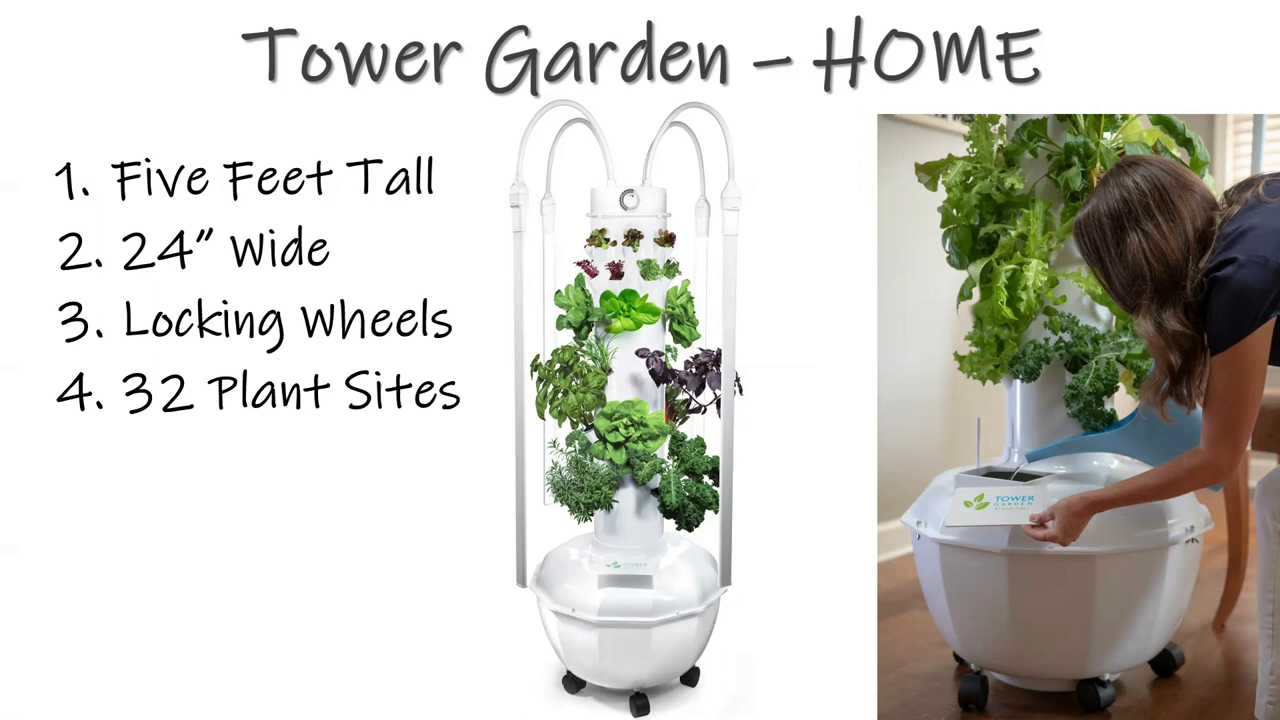 Tower Garden – HOME
1. Five Feet Tall
2. 24” Wide
3. Locking Wheels
4. 32 Plant Sites
TOWER
TOWER
GARDEN